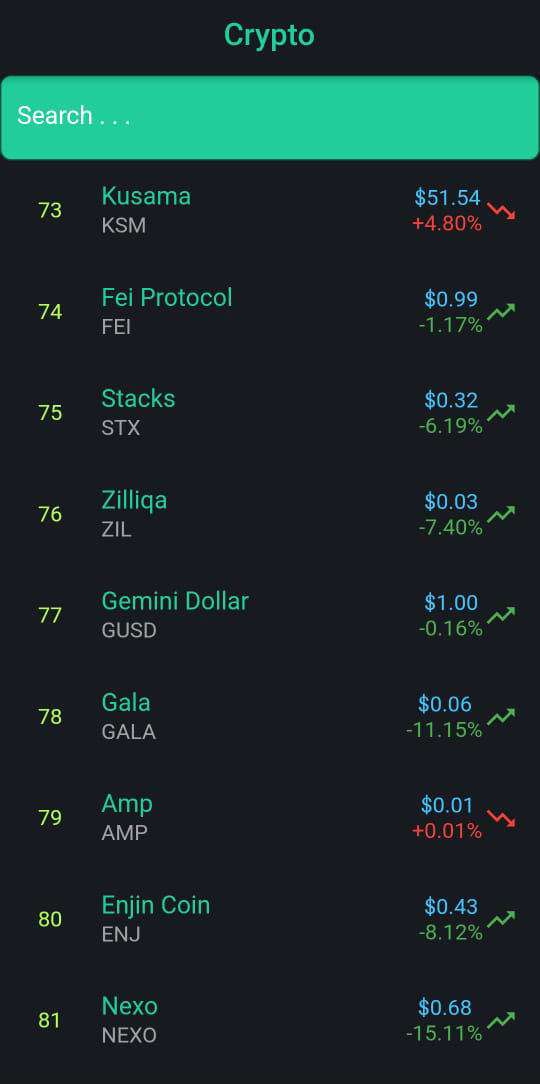 Crypto
Search . . .
73
Kusama
KSM
$51.54
+4.80%
74
Fei Protocol
FEI
$0.99
-1.17%
75
Stacks
STX
$0.32
-6.19%
76
Zilliqa
ZIL
$0.03
-7.40%
77
Gemini Dollar
GUSD
$1.00
-0.16%
78
Gala
GALA
$0.06
-11.15%
79
Amp
AMP
$0.01
+0.01%
80
Enjin Coin
ENJ
$0.43
-8.12%
81
Nexo
NEXO
$0.68
-15.11%